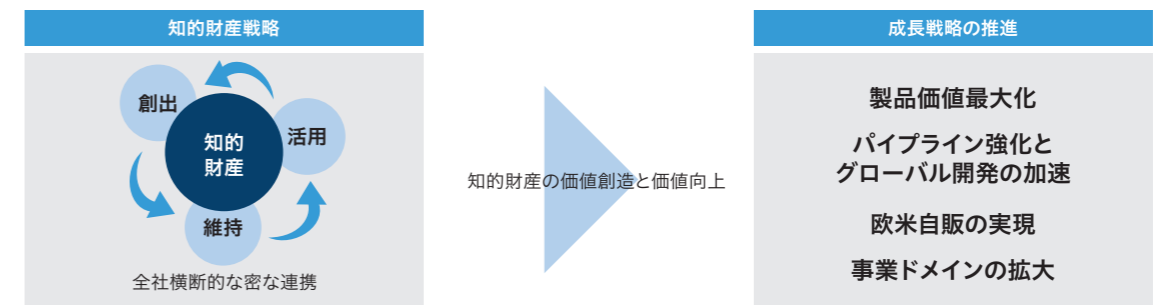 知的財産戦略
創出
知的
財産
活用
維持
全社横断的な密な連携
知的財産の価値創造と価値向上
成長戦略の推進
製品価値最大化
パイプライン強化と
グローバル開発の加速
欧米自販の実現
事業ドメインの拡大